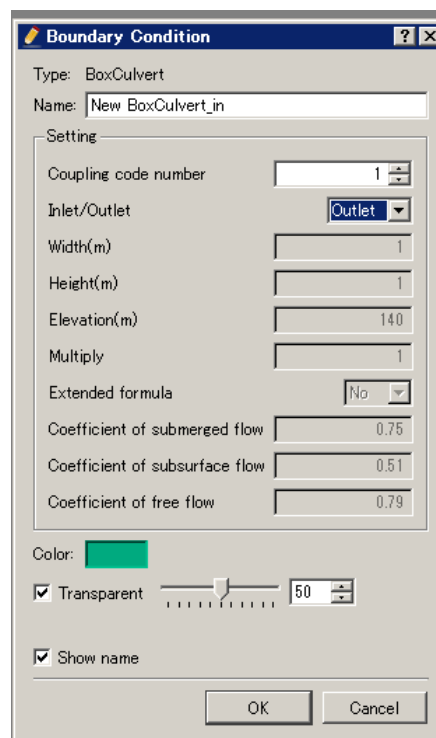 Boundary Condition
Type: BoxCulvert
Name: New BoxCulvert_in
Setting
Coupling code number 1
Inlet/Outlet Outlet
Width(m) 1
Height(m) 1
Elevation(m) 140
Multiply 1
Extended formula No
Coefficient of submerged flow 0.75
Coefficient of subsurface flow 0.51
Coefficient of free flow 0.79
Color:
Transparent 50
Show name
OK Cancel